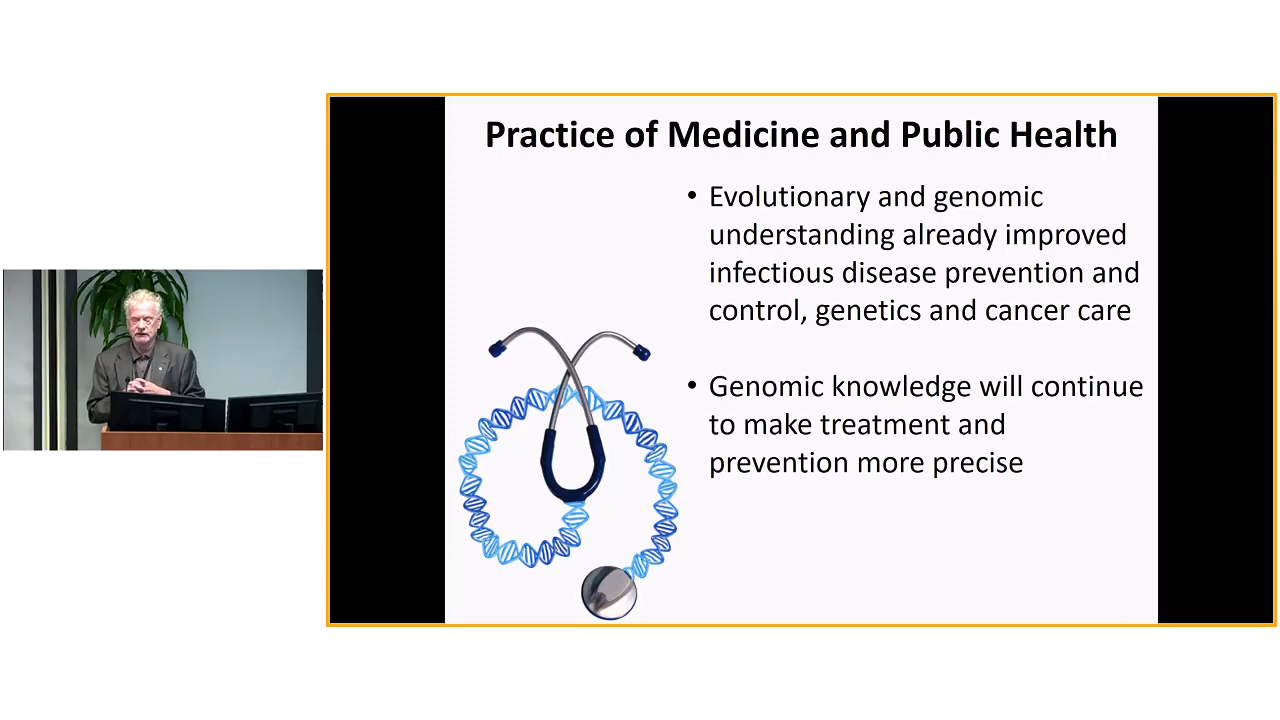 Practice of Medicine and Public Health
• Evolutionary and genomic
understanding already improved
infectious disease prevention and
control, genetics and cancer care
• Genomic knowledge will continue
to make treatment and
prevention more precise